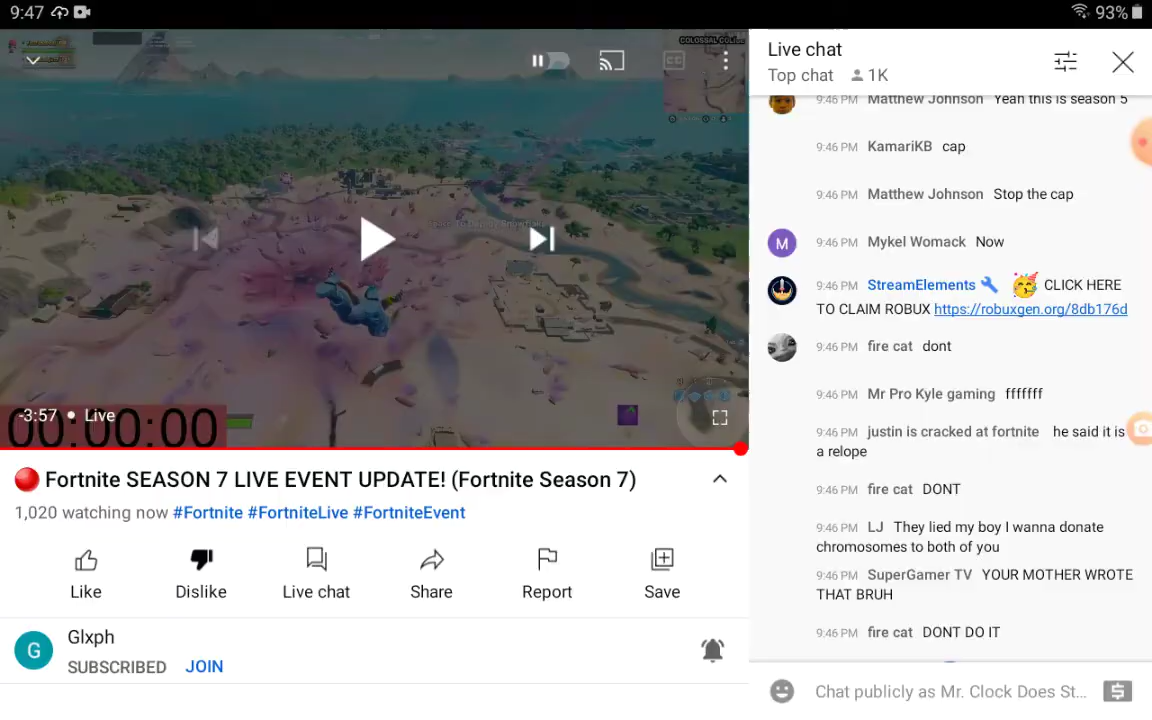 9:47
93%
COLOSSAL COLISEUM
CC
-3:57 • Live
00:00:00
Fortnite SEASON 7 LIVE EVENT UPDATE! (Fortnite Season 7)
1,020 watching now #Fortnite #FortniteLive #FortniteEvent
Like
Dislike
Live chat
Share
Report
Save
G
Glxph
SUBSCRIBED JOIN
Live chat
Top chat 1K
9:46 PM Matthew Johnson Yeah this is season 5
9:46 PM KamariKB cap
9:46 PM Matthew Johnson Stop the cap
M 9:46 PM Mykel Womack Now
9:46 PM StreamElements 🥳 CLICK HERE
TO CLAIM ROBUX https://robuxgen.org/8db176d
9:46 PM fire cat dont
9:46 PM Mr Pro Kyle gaming fffffff
9:46 PM justin is cracked at fortnite he said it is
a relope
9:46 PM fire cat DONT
9:46 PM LJ They lied my boy I wanna donate
chromosomes to both of you
9:46 PM SuperGamer TV YOUR MOTHER WROTE
THAT BRUH
9:46 PM fire cat DONT DO IT
Chat publicly as Mr. Clock Does St...